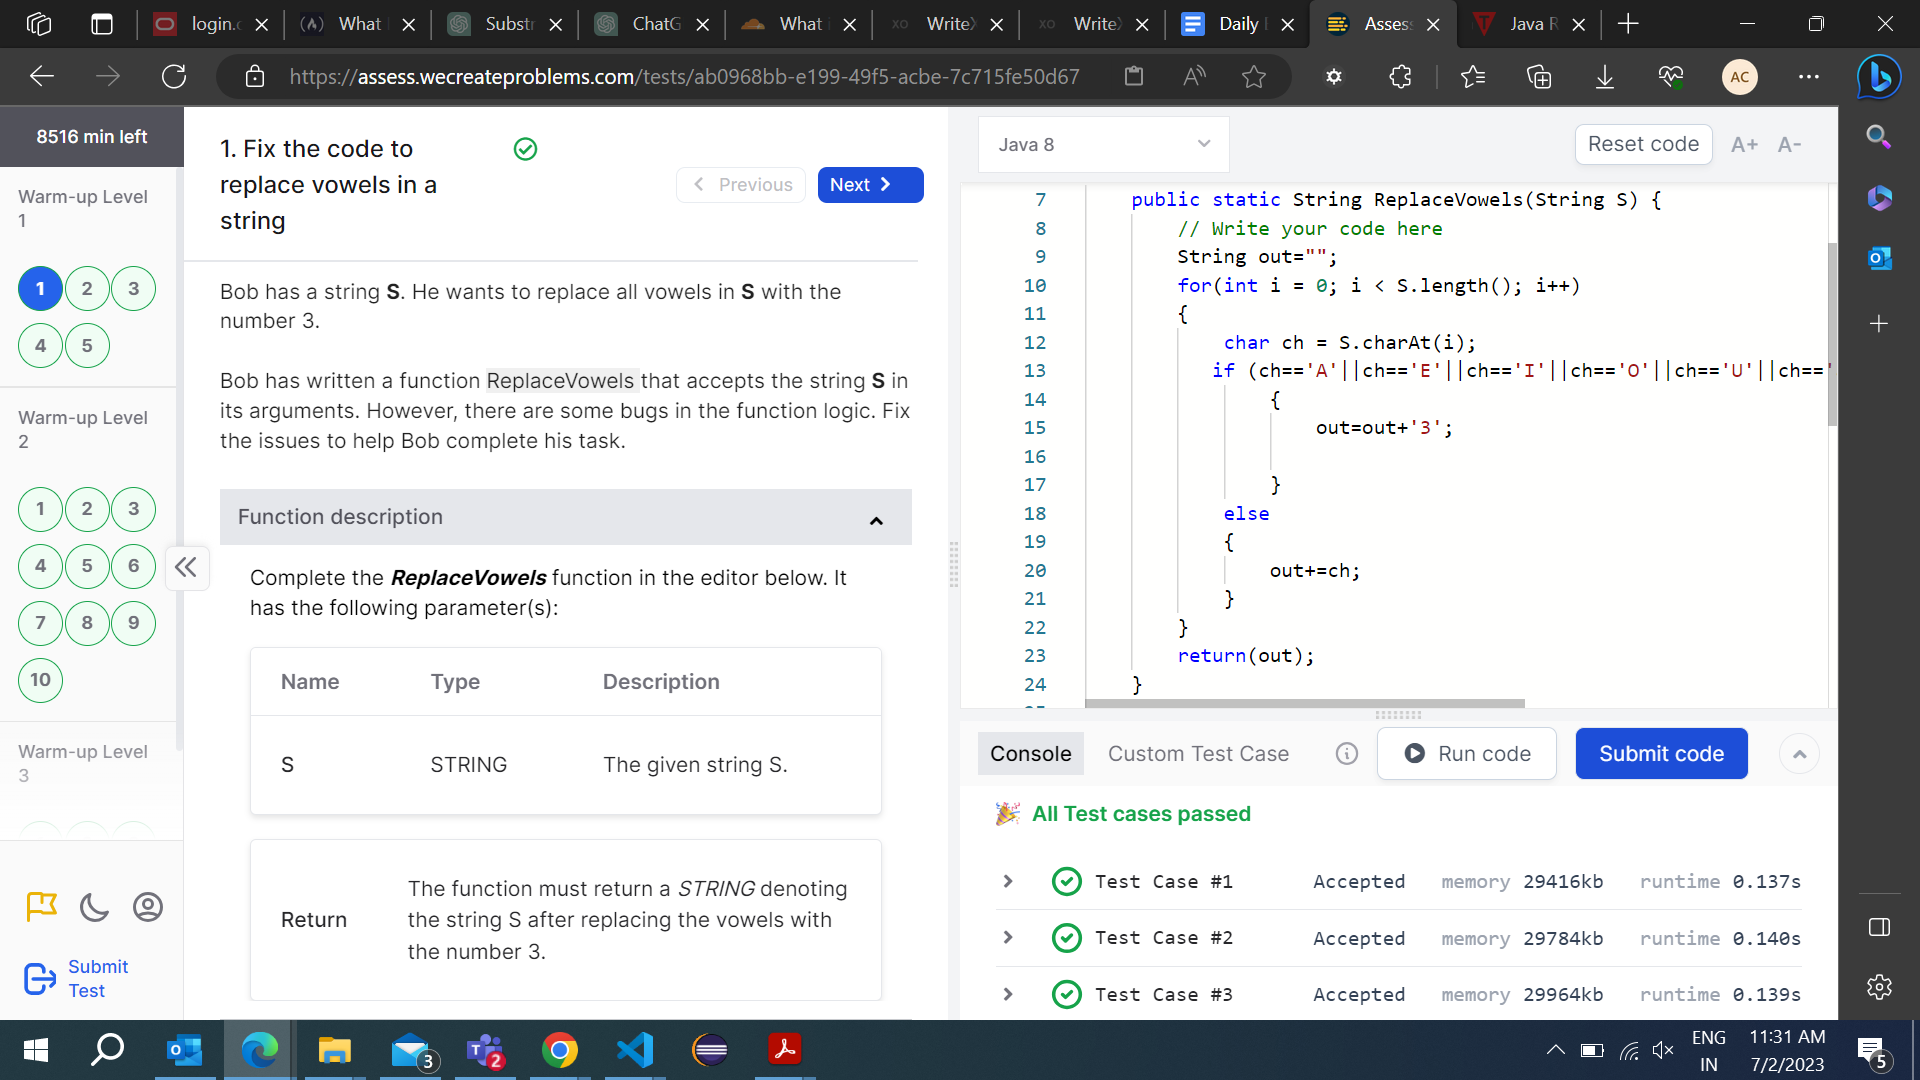 login.c
What
Substr
ChatG
What i
WriteX
WriteX
Daily E
Assess
Java R
https://assess.wecreateproblems.com/tests/ab0968bb-e199-49f5-acbe-7c715fe50d67
AC
8516 min left
Warm-up Level
1
1 2 3
4 5
Warm-up Level
2
1 2 3
4 5 6
7 8 9
10
Warm-up Level
3
Submit
Test
1. Fix the code to
replace vowels in a
string
Previous
Next
Bob has a string S. He wants to replace all vowels in S with the
number 3.
Bob has written a function ReplaceVowels that accepts the string S in
its arguments. However, there are some bugs in the function logic. Fix
the issues to help Bob complete his task.
Function description
Complete the ReplaceVowels function in the editor below. It
has the following parameter(s):
Name Type Description
S STRING The given string S.
Return
The function must return a STRING denoting
the string S after replacing the vowels with
the number 3.
Java 8
Reset code A+ A-
7 public static String ReplaceVowels(String S) {
8 // Write your code here
9 String out="";
10 for(int i = 0; i < S.length(); i++)
11 {
12 char ch = S.charAt(i);
13 if (ch=='A'||ch=='E'||ch=='I'||ch=='O'||ch=='U'||ch=='
14 {
15 out=out+'3';
16
17 }
18 else
19 {
20 out+=ch;
21 }
22 }
23 return(out);
24 }
Console Custom Test Case Run code Submit code
All Test cases passed
Test Case #1 Accepted memory 29416kb runtime 0.137s
Test Case #2 Accepted memory 29784kb runtime 0.140s
Test Case #3 Accepted memory 29964kb runtime 0.139s
3
2
ENG
IN
11:31 AM
7/2/2023
5